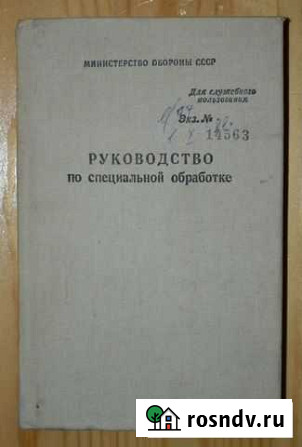 МИНИСТЕРСТВО ОБОРОНЫ СССР
Для служебного
пользования
Экз. №
14563
РУКОВОДСТВО
по специальной обработке
rosndv.ru